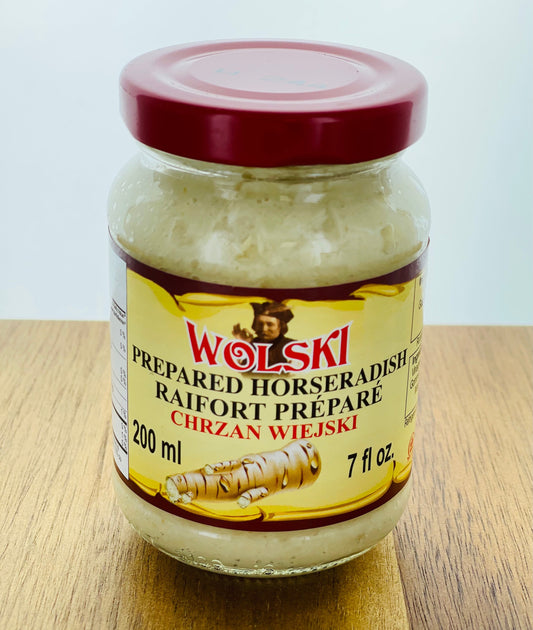 WOLSKI
PREPARED HORSERADISH
RAIFORT PRÉPARÉ
CHRZAN WIEJSKI
200 ml
7 fl oz.